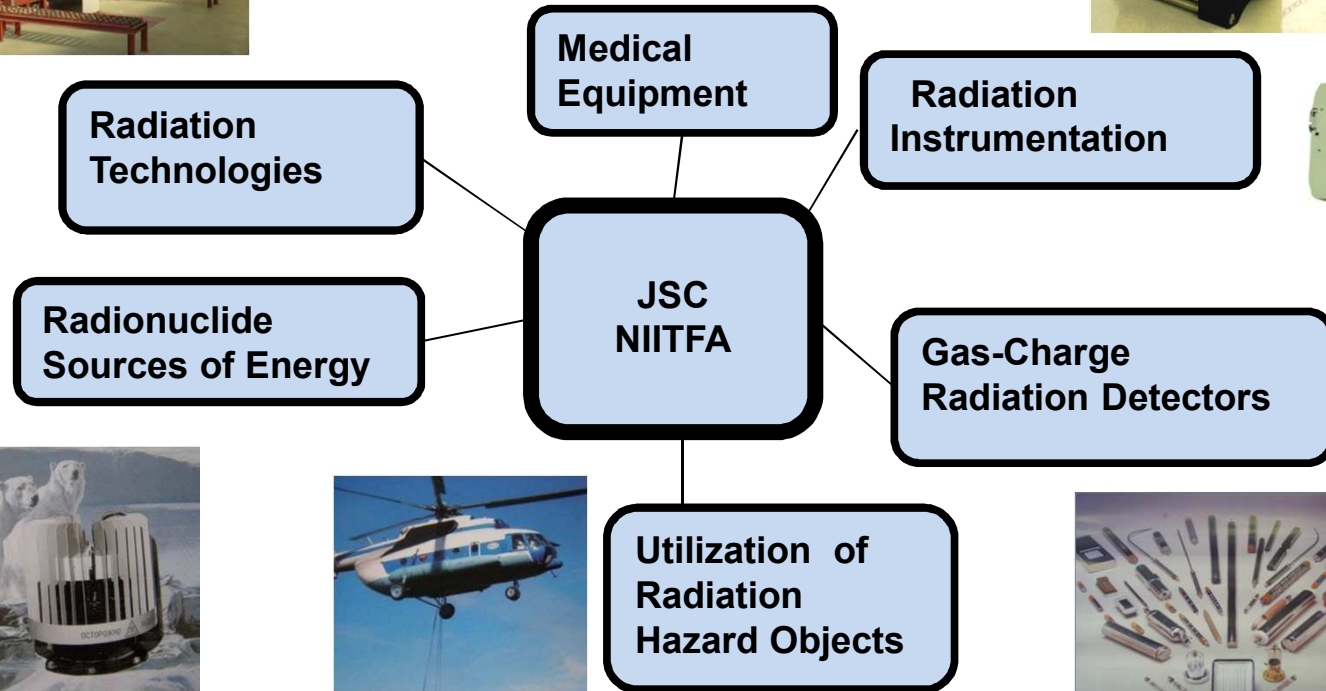 Medical
Equipment
Radiation
Instrumentation
Radiation
Technologies
JSC
NIITFA
Radionuclide
Sources of Energy
Gas-Charge
Radiation Detectors
Utilization of
Radiation
Hazard Objects
ОСТОРОЖНО